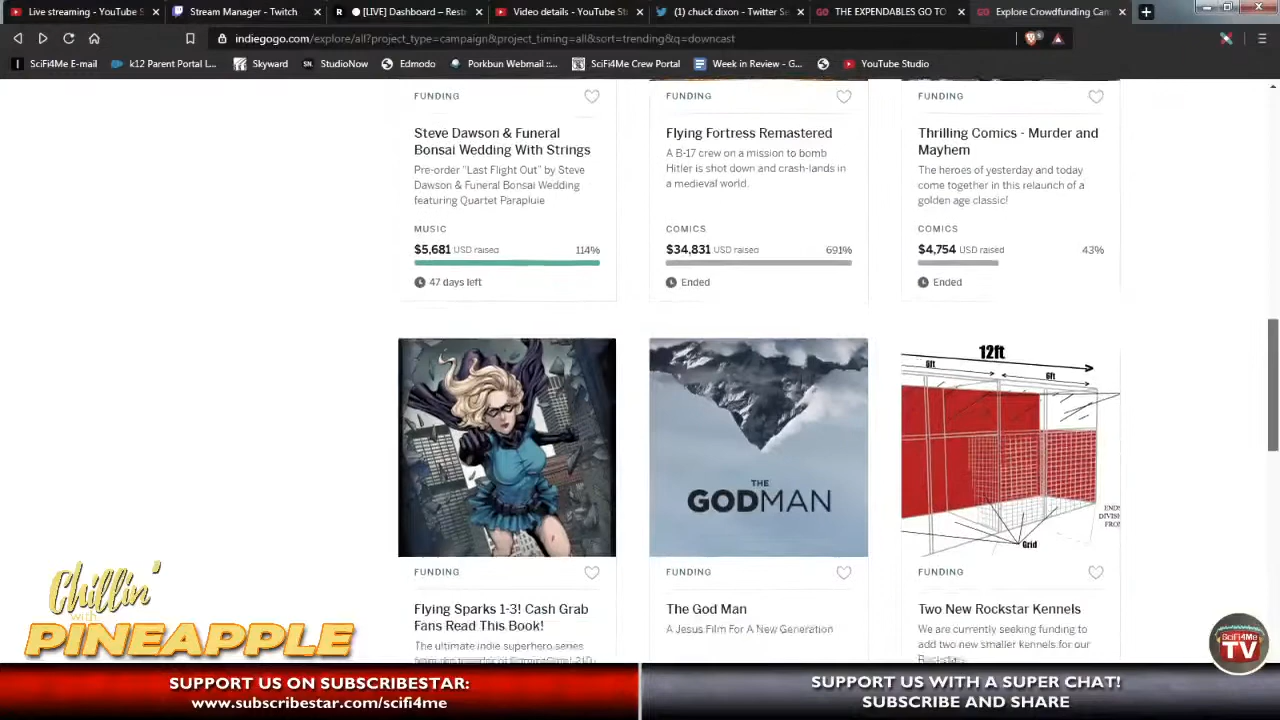 Live streaming - YouTube S
Stream Manager - Twitch
[LIVE] Dashboard – Rest
Video details - YouTube St
(1) chuck dixon - Twitter Se
THE EXPENDABLES GO TO
Explore Crowdfunding Can
indiegogo.com/explore/all?project_type=campaign&project_timing=all&sort=trending&q=downcast
SciFi4Me E-mail
k12 Parent Portal L...
Skyward
StudioNow
Edmodo
Porkbun Webmail ::...
SciFi4Me Crew Portal
Week in Review - G...
YouTube Studio
FUNDING
Steve Dawson & Funeral
Bonsai Wedding With Strings
Pre-order "Last Flight Out" by Steve
Dawson & Funeral Bonsai Wedding
featuring Quartet Parapluie
MUSIC
$5,681 USD raised 114%
47 days left
FUNDING
Flying Fortress Remastered
A B-17 crew on a mission to bomb
Hitler is shot down and crash-lands in
a medieval world.
COMICS
$34,831 USD raised 691%
Ended
FUNDING
Thrilling Comics - Murder and
Mayhem
The heroes of yesterday and today
come together in this relaunch of a
golden age classic!
COMICS
$4,754 USD raised 43%
Ended
THE
GODMAN
12ft
6ft
6ft
Grid
FUNDING
Flying Sparks 1-3! Cash Grab
Fans Read This Book!
The ultimate indie superhero series
FUNDING
The God Man
A Jesus Film For A New Generation
FUNDING
Two New Rockstar Kennels
We are currently seeking funding to
add two new smaller kennels for our
Chillin'
with
PINEAPPLE
SciFi4Me
TV
SUPPORT US ON SUBSCRIBESTAR:
www.subscribestar.com/scifi4me
SUPPORT US WITH A SUPER CHAT!
SUBSCRIBE AND SHARE